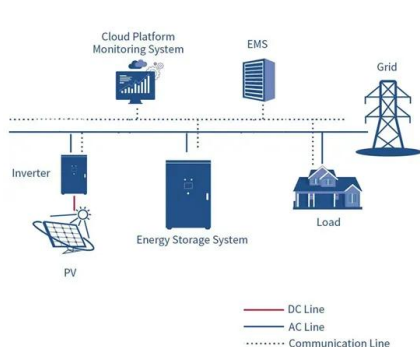 Cloud Platform
Monitoring System
EMS
Grid
Inverter
Energy Storage System
Load
PV
DC Line
AC Line
Communication Line